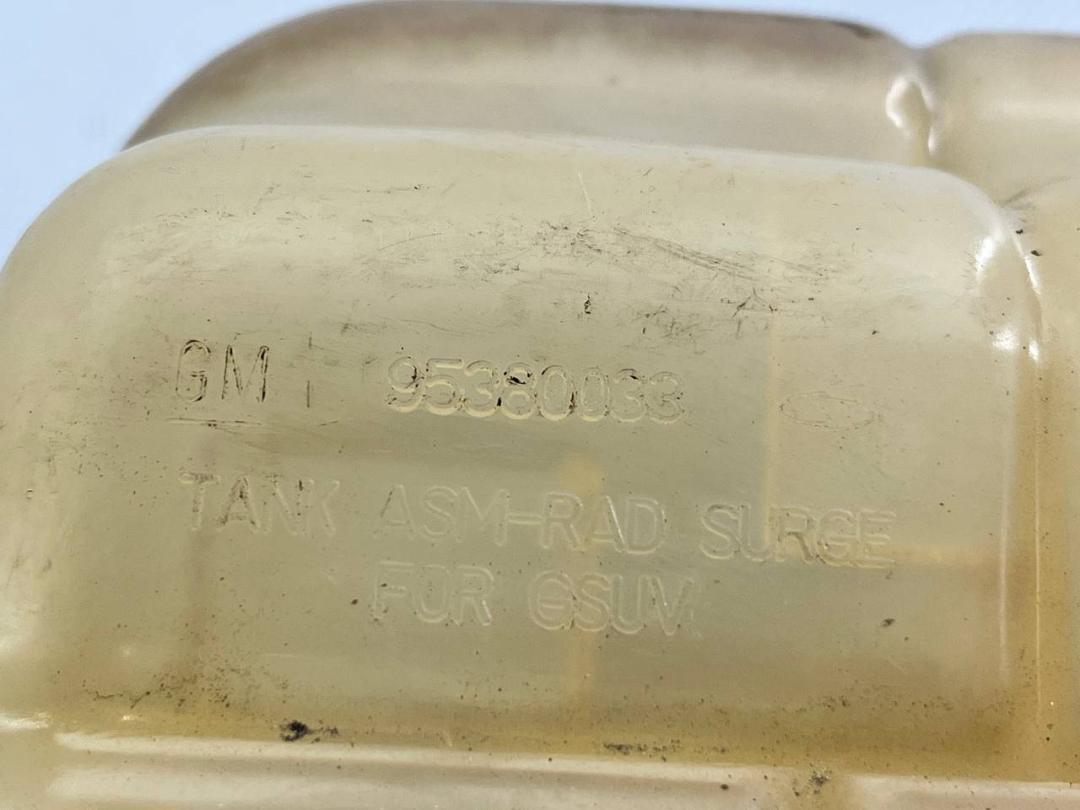 GM 95380033
TANK ASM-RAD SURGE
FOR GSUV